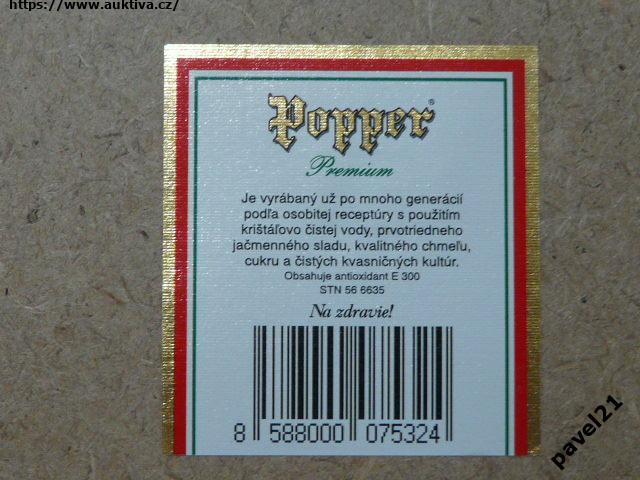 https://www.auktiva.cz/
Popper®
Premium
Je vyrábaný už po mnoho generácií
podľa osobitej receptúry s použitím
krištáľovo čistej vody, prvotriedneho
jačmenného sladu, kvalitného chmeľu,
cukru a čistých kvasničných kultúr.
Obsahuje antioxidant E 300
STN 56 6635
Na zdravie!
8 588000 075324
pavel21